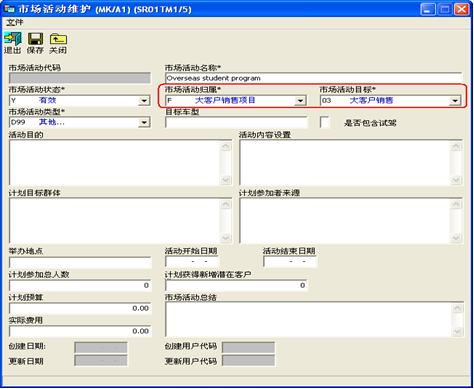 市场活动维护 (MK/A1) (SR01TM1/5)
文件
退出 保存 关闭
市场活动代码 市场活动名称*
Overseas student program
市场活动状态* 市场活动归属* 市场活动目标*
Y 有效 F 大客户销售项目 03 大客户销售
市场活动类型* 目标车型
D99 其他... 是否包含试驾
活动目的 活动内容设置
计划目标群体 计划参加者来源
举办地点 活动开始日期 活动结束日期
- - - -
计划参加总人数 计划获得新增潜在客户
0 0
计划预算 市场活动总结
0.00
实际费用
0.00
创建日期: 创建用户代码
更新日期 更新用户代码